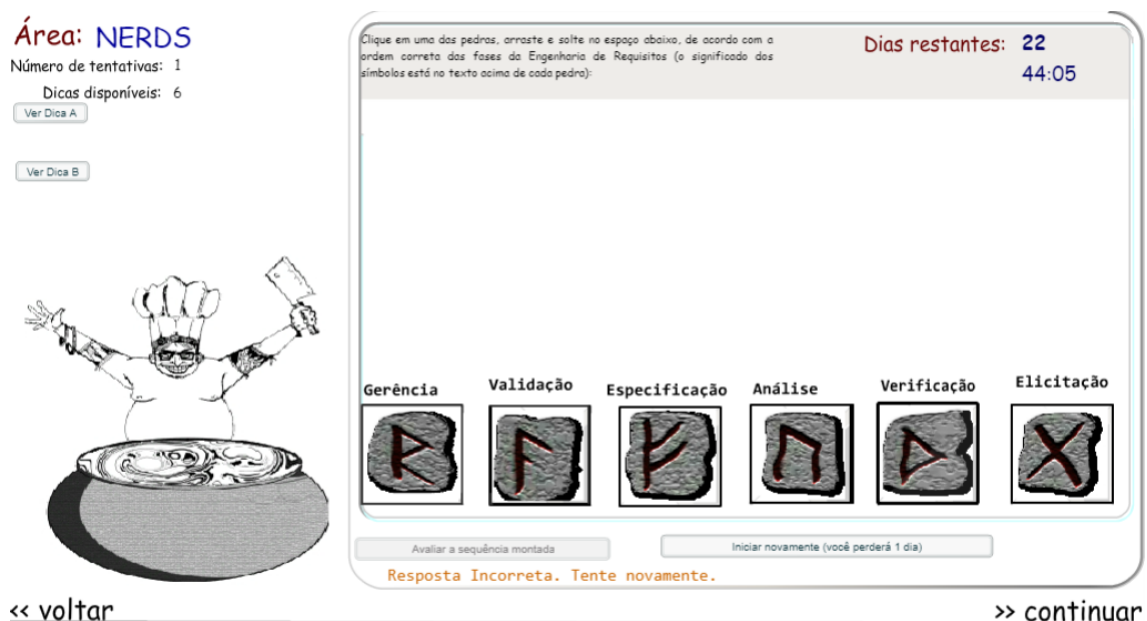 Área: NERDS
Número de tentativas: 1
Dicas disponíveis: 6
Ver Dica A
Ver Dica B
Clique em uma das pedras, arraste e solte no espaço abaixo, de acordo com a
ordem correta das fases da Engenharia de Requisitos (o significado dos
símbolos está no texto acima de cada pedra):
Dias restantes: 22
44:05
Gerência Validação Especificação Análise Verificação Elicitação
Avaliar a sequência montada
Iniciar novamente (você perderá 1 dia)
Resposta Incorreta. Tente novamente.
<< voltar
>> continuar